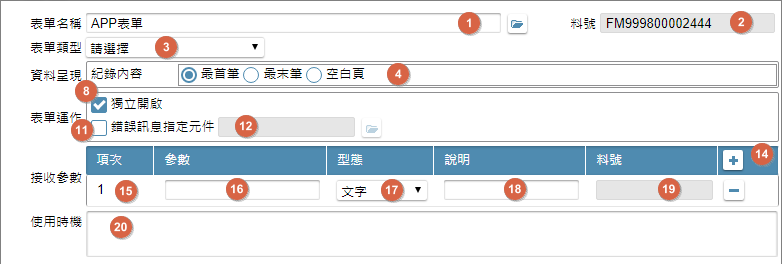 表單名稱 APP表單 1 料號 FM999800002444 2
表單類型 請選擇 3
資料呈現 紀錄內容 最首筆 最末筆 空白頁 4
8 獨立開啟
表單運作
11 錯誤訊息指定元件 12
項次 參數 型態 說明 料號 14
接收參數 1 15 16 文字 17 18 19
使用時機 20